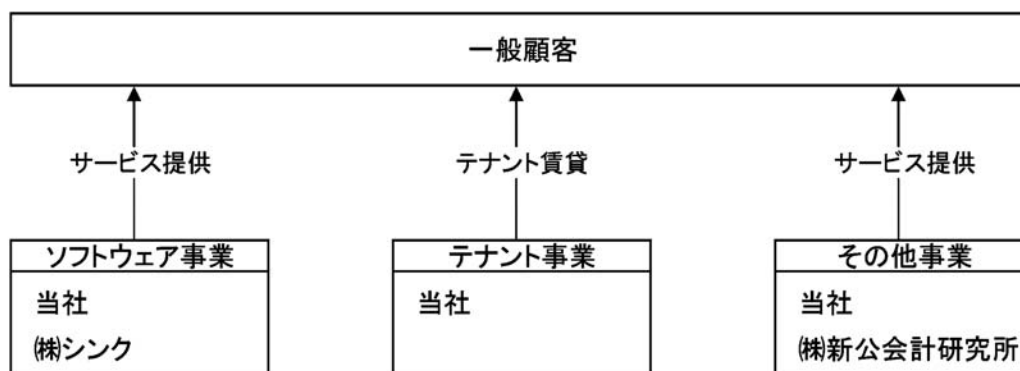 一般顧客
サービス提供
テナント賃貸
サービス提供
ソフトウェア事業
当社
㈱シンク
テナント事業
当社
その他事業
当社
㈱新公会計研究所